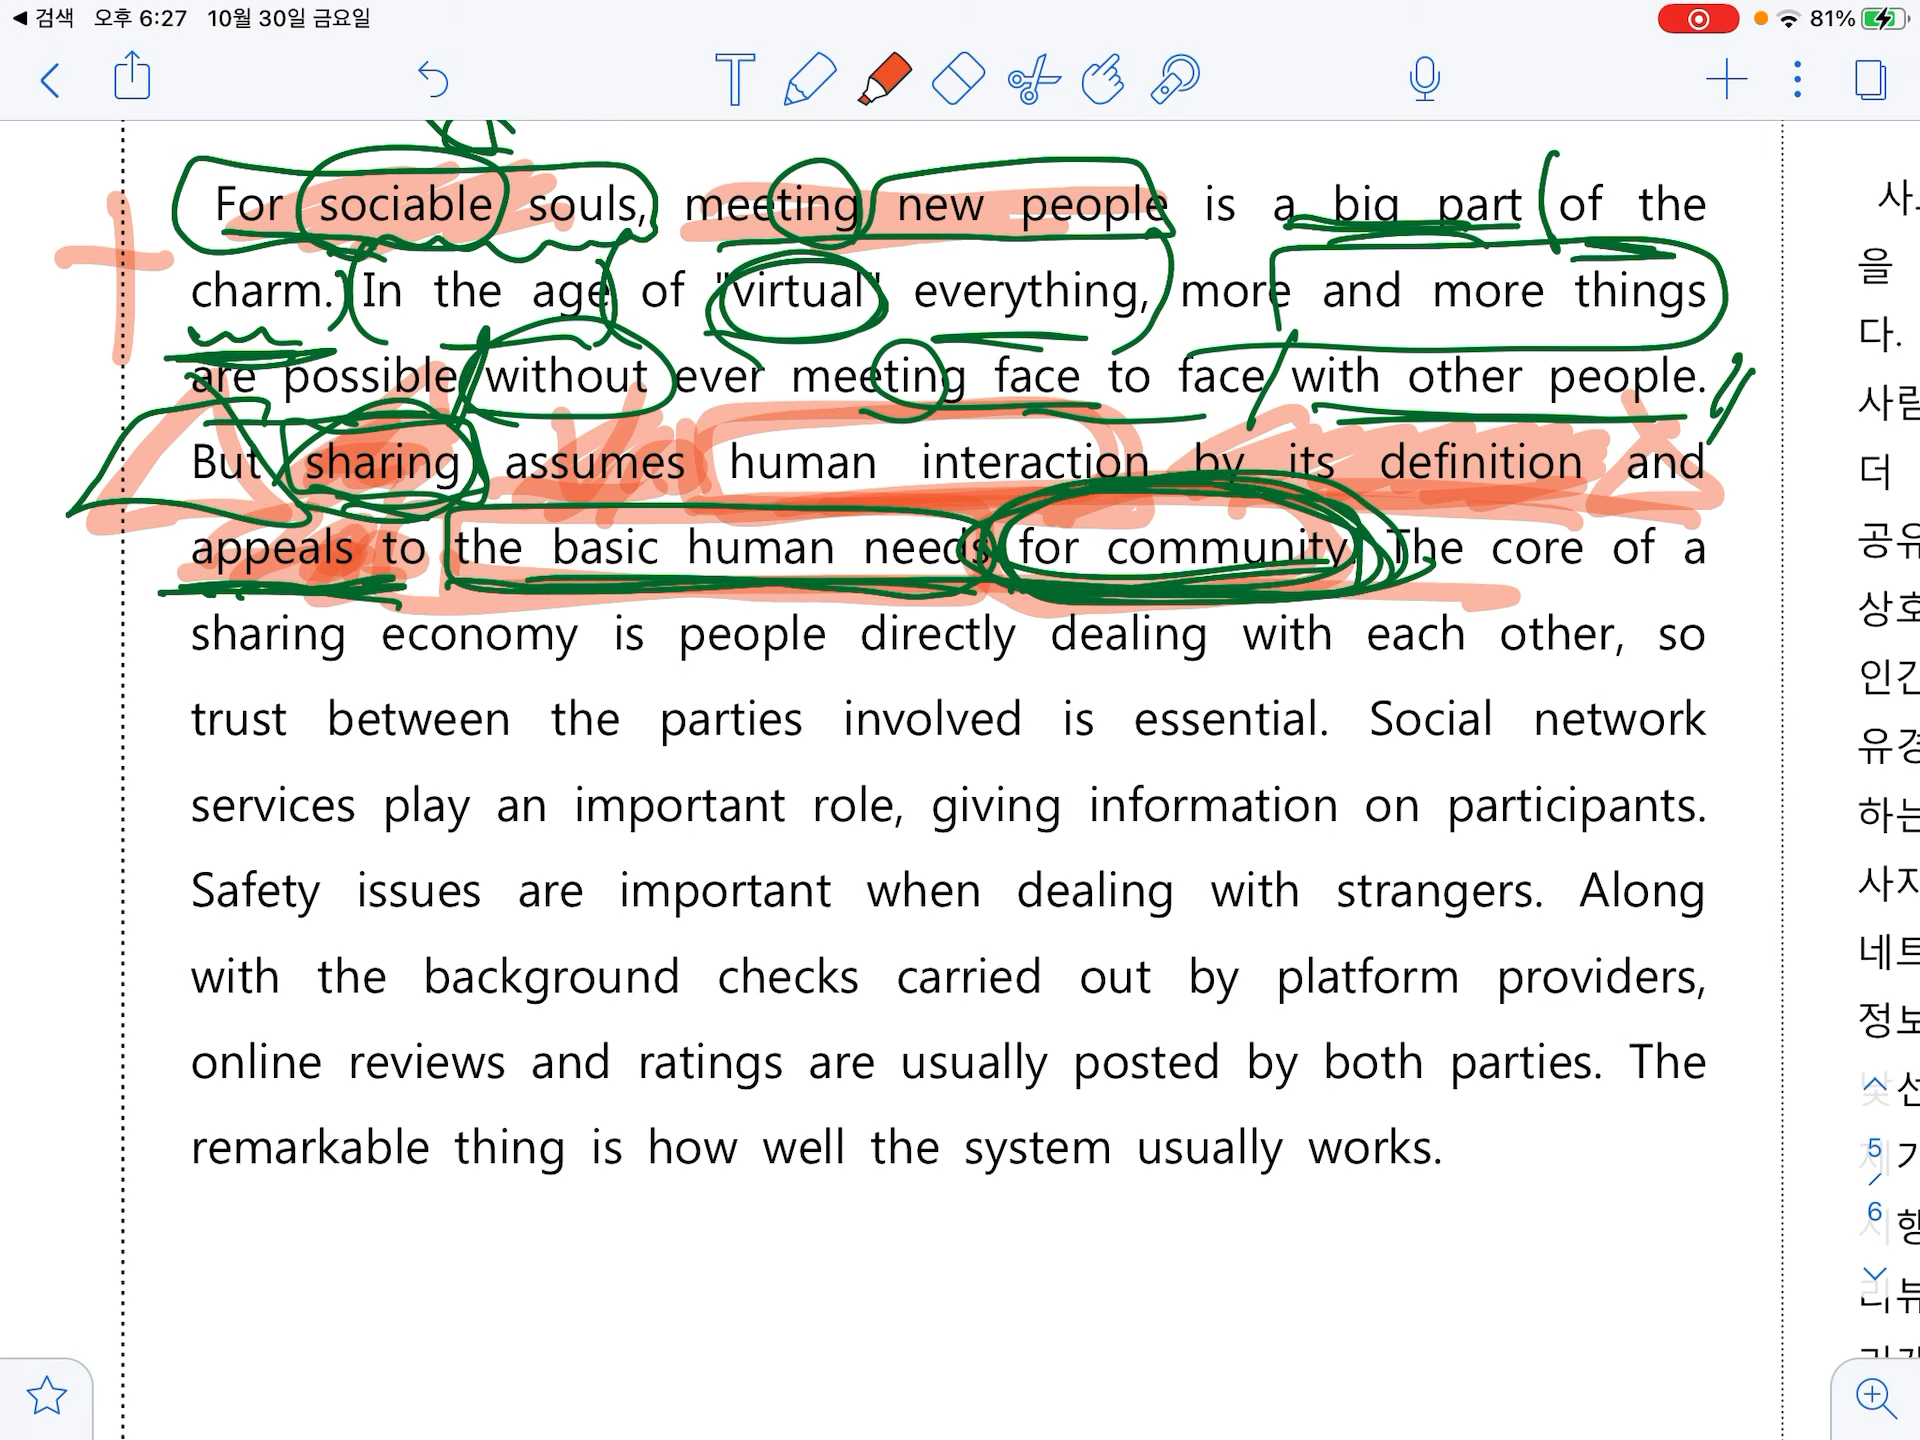 검색 오후 6:27 10월 30일 금요일 81%
For sociable souls, meeting new people is a big part of the
charm. In the age of "virtual" everything, more and more things
are possible without ever meeting face to face with other people.
But sharing assumes human interaction by its definition and
appeals to the basic human needs for community. The core of a
sharing economy is people directly dealing with each other, so
trust between the parties involved is essential. Social network
services play an important role, giving information on participants.
Safety issues are important when dealing with strangers. Along
with the background checks carried out by platform providers,
online reviews and ratings are usually posted by both parties. The
remarkable thing is how well the system usually works.
을
다.
더
5
6